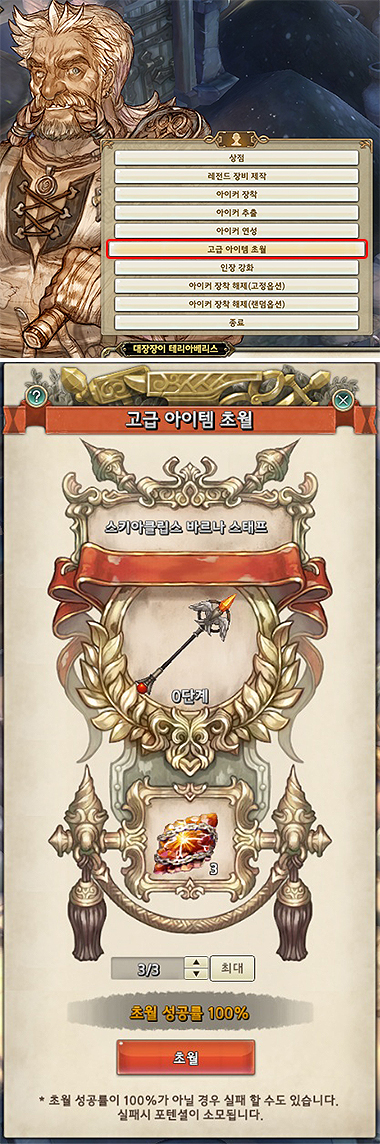 상점
레전드 장비 제작
아이커 장착
아이커 추출
아이커 연성
고급 아이템 초월
인장 강화
아이커 장착 해제(고정옵션)
아이커 장착 해제(랜덤옵션)
종료
대장장이 테리아베리스
?
고급 아이템 초월
스키아클립스 바르나 스태프
0단계
3
3/3
최대
초월 성공률 100%
초월
* 초월 성공률이 100%가 아닐 경우 실패 할 수도 있습니다.
실패시 포텐셜이 소모됩니다.